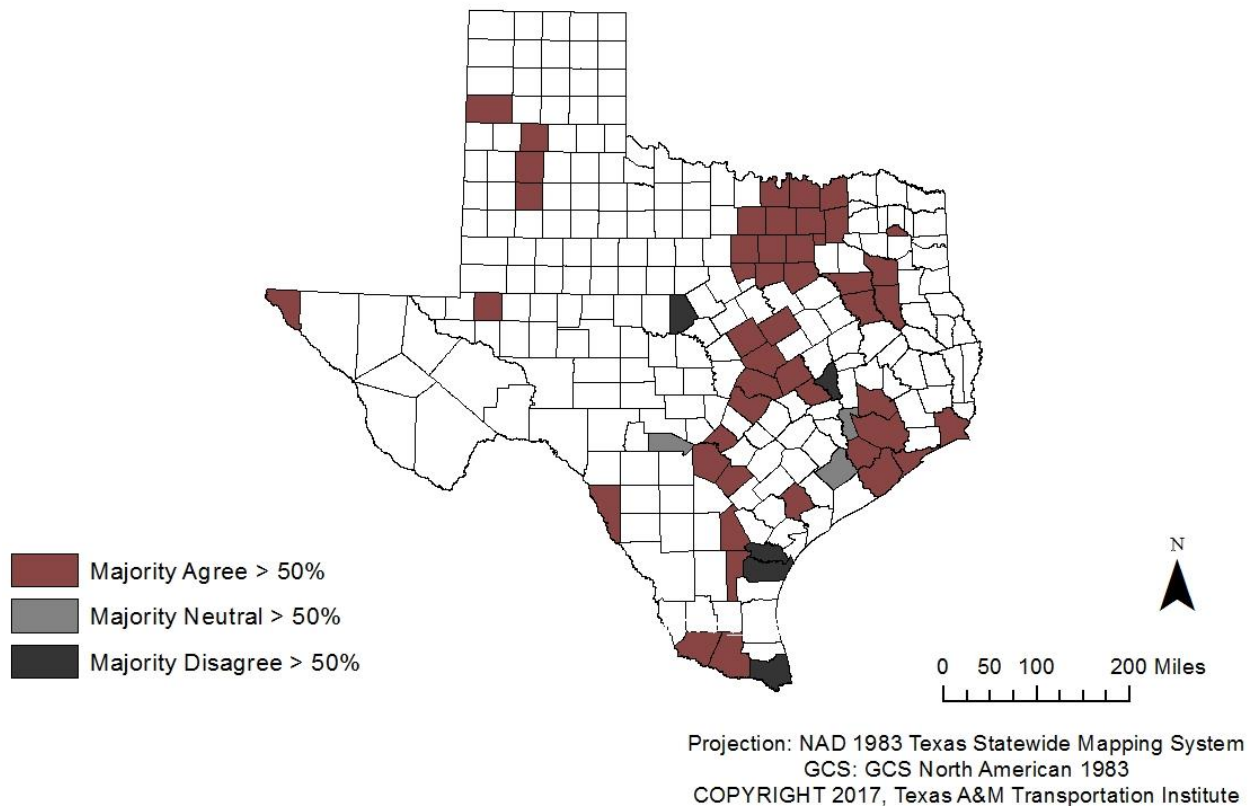 Majority Agree > 50%
Majority Neutral > 50%
Majority Disagree > 50%
N
0 50 100 200 Miles
Projection: NAD 1983 Texas Statewide Mapping System
GCS: GCS North American 1983
COPYRIGHT 2017, Texas A&M Transportation Institute